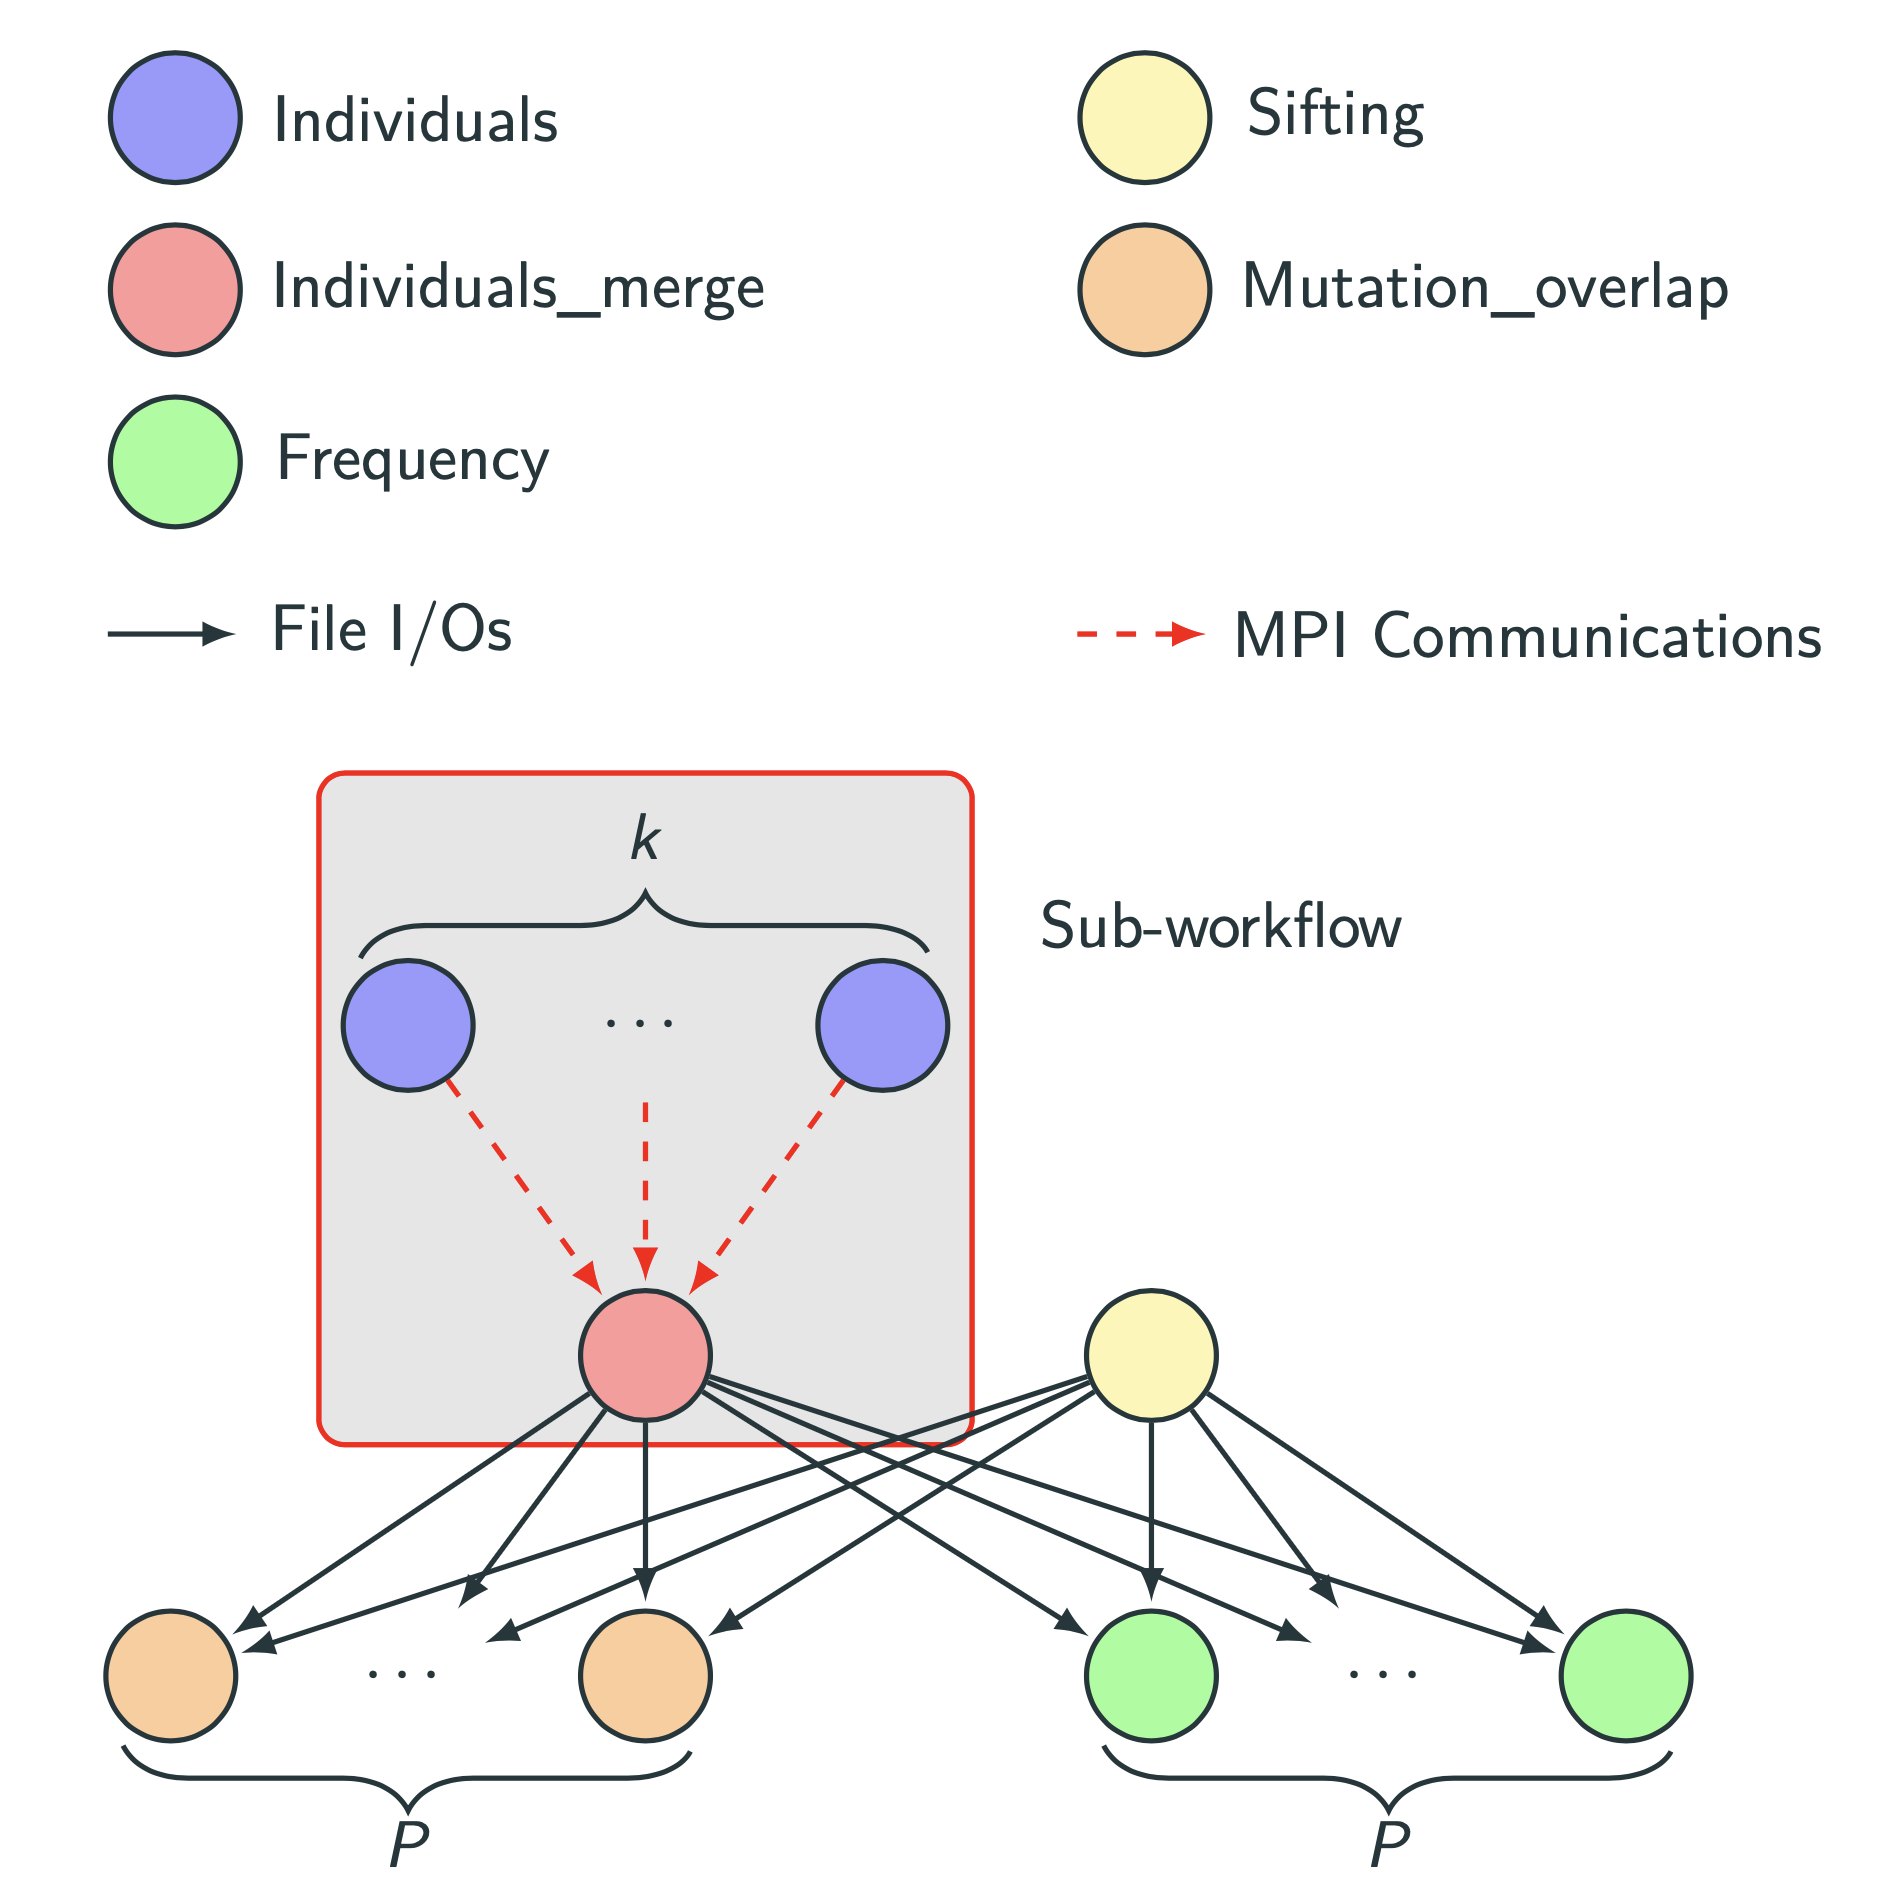 Individuals
Sifting
Individuals_merge
Mutation_overlap
Frequency
File I/Os
MPI Communications
k
Sub-workflow
. . .
. . .
. . .
P
P